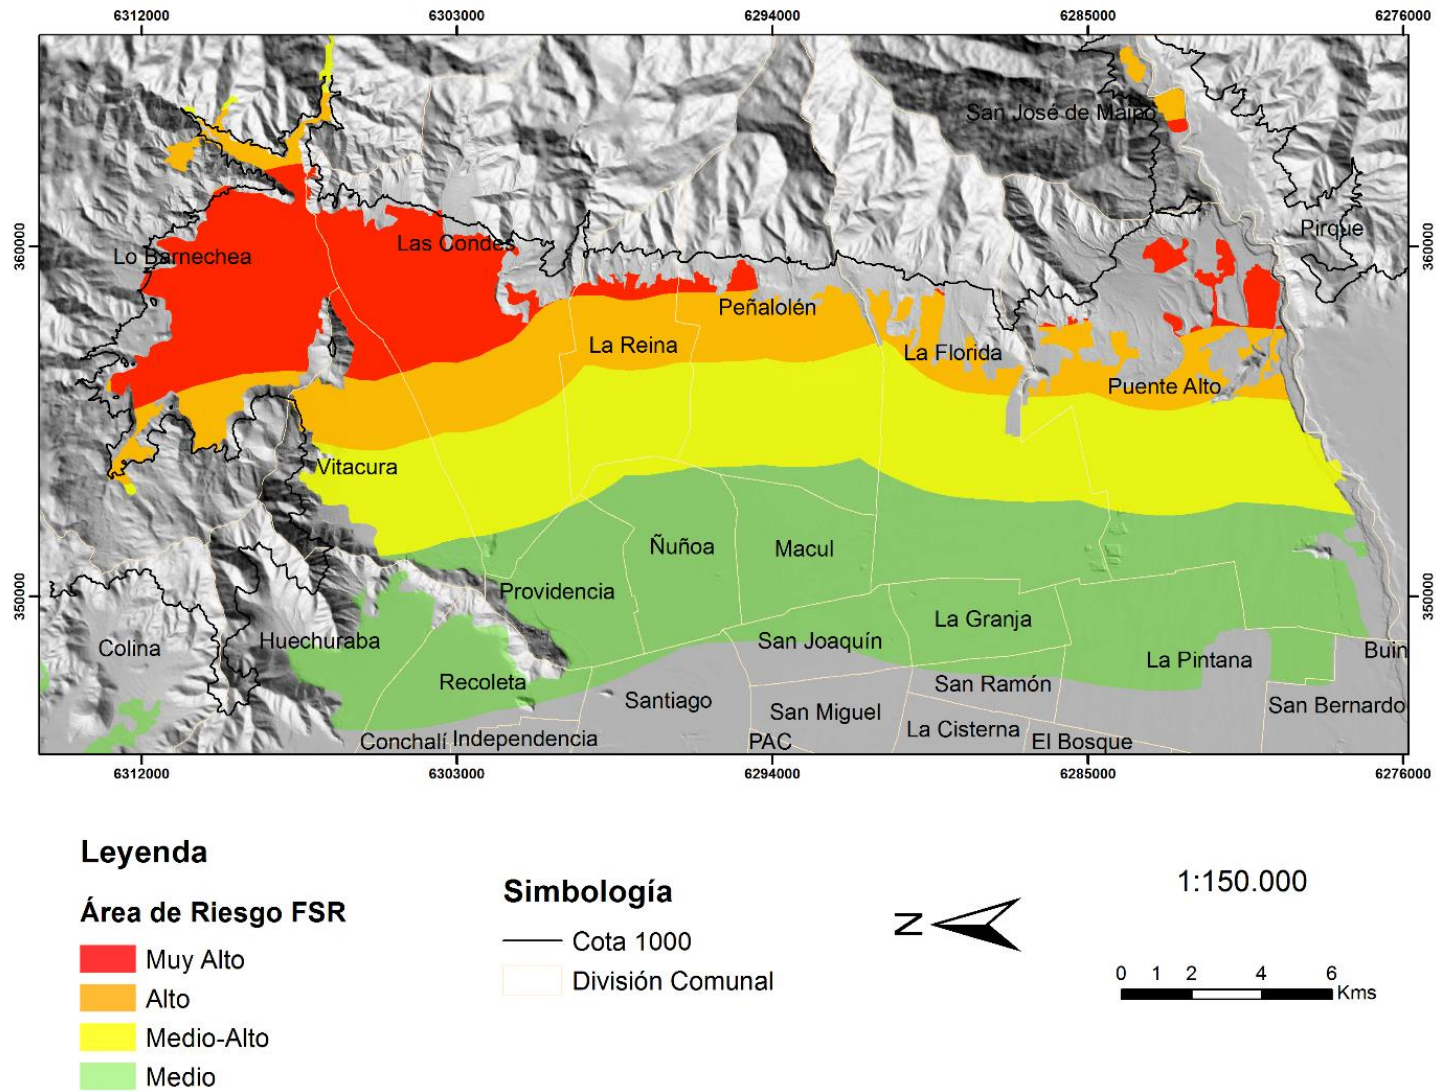 6312000 6303000 6294000 6285000 6276000
San José de Maipo
360000
Lo Barnechea
Las Condes
Pirque
360000
Peñalolén
La Reina
La Florida
Puente Alto
Vitacura
Ñuñoa
Macul
Providencia
350000
350000
La Granja
Colina
Huechuraba
San Joaquín
La Pintana
Buin
Recoleta
San Ramón
Santiago
San Miguel
San Bernardo
La Cisterna
Conchalí
Independencia
PAC
El Bosque
6312000 6303000 6294000 6285000 6276000
Leyenda
Área de Riesgo FSR
Muy Alto
Alto
Medio-Alto
Medio
Simbología
Cota 1000
División Comunal
N
1:150.000
0 1 2 4 6
Kms